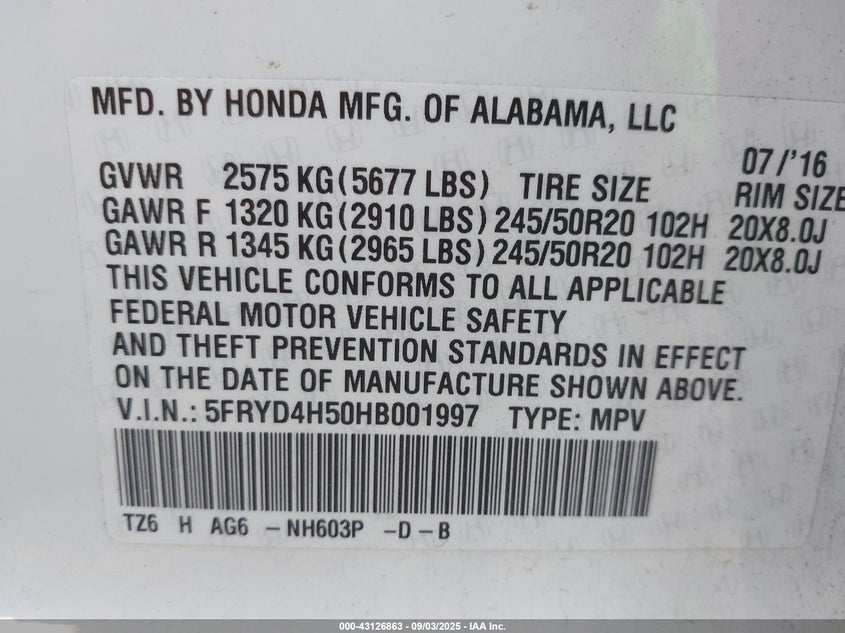 MFD. BY HONDA MFG. OF ALABAMA, LLC
07/'16
GVWR 2575 KG(5677 LBS) TIRE SIZE RIM SIZE
GAWR F 1320 KG(2910 LBS) 245/50R20 102H 20X8.0J
GAWR R 1345 KG(2965 LBS) 245/50R20 102H 20X8.0J
THIS VEHICLE CONFORMS TO ALL APPLICABLE
FEDERAL MOTOR VEHICLE SAFETY
AND THEFT PREVENTION STANDARDS IN EFFECT
ON THE DATE OF MANUFACTURE SHOWN ABOVE.
V.I.N.: 5FRYD4H50HB001997 TYPE: MPV
TZ6 H AG6 -NH603P -D-B
000-43126863 - 09/03/2025 - IAA Inc.